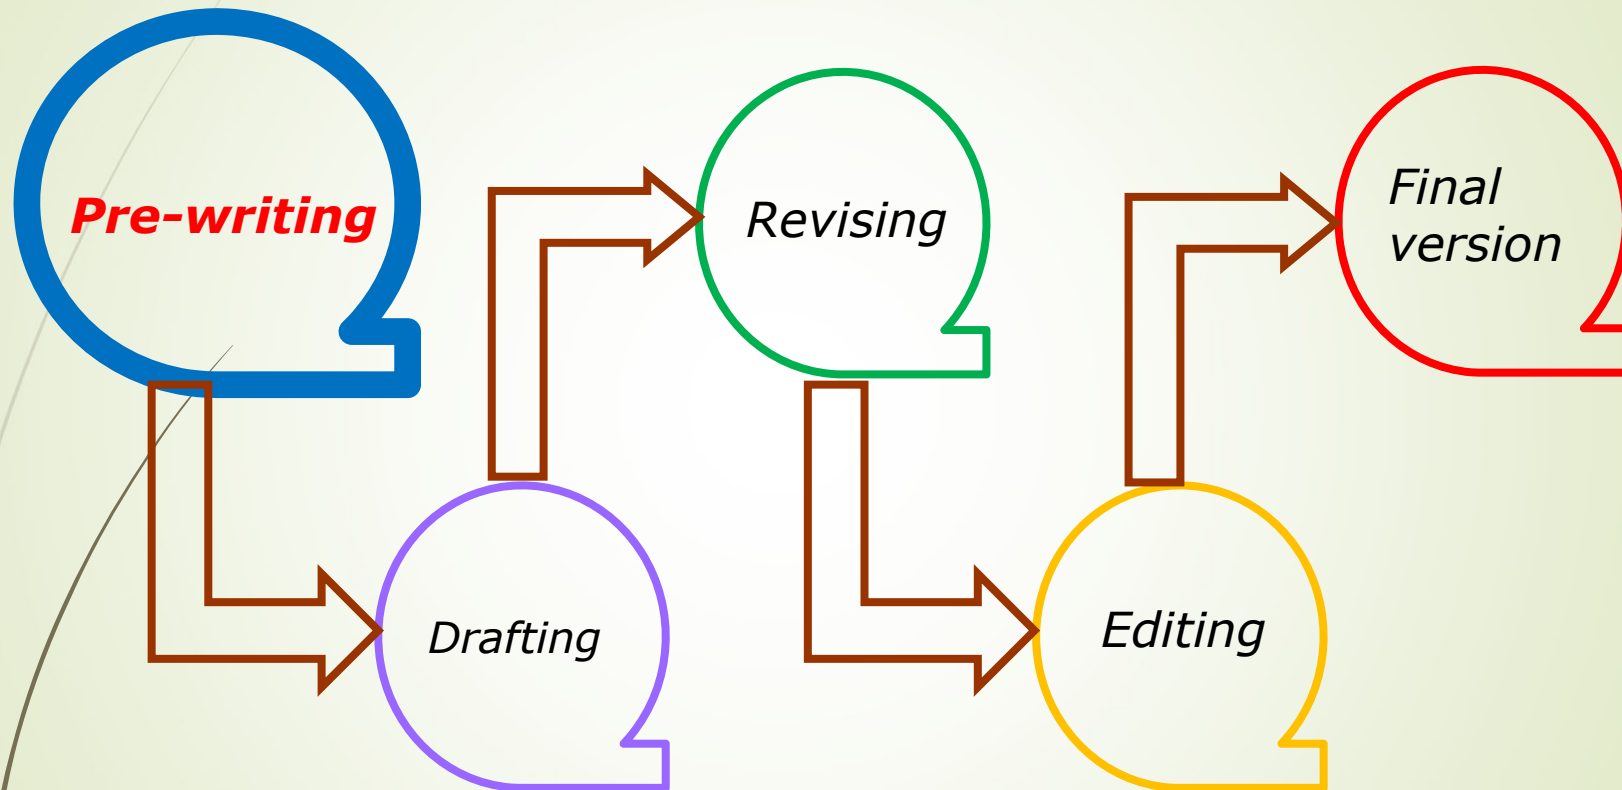 Pre-writing
Drafting
Revising
Editing
Final
version